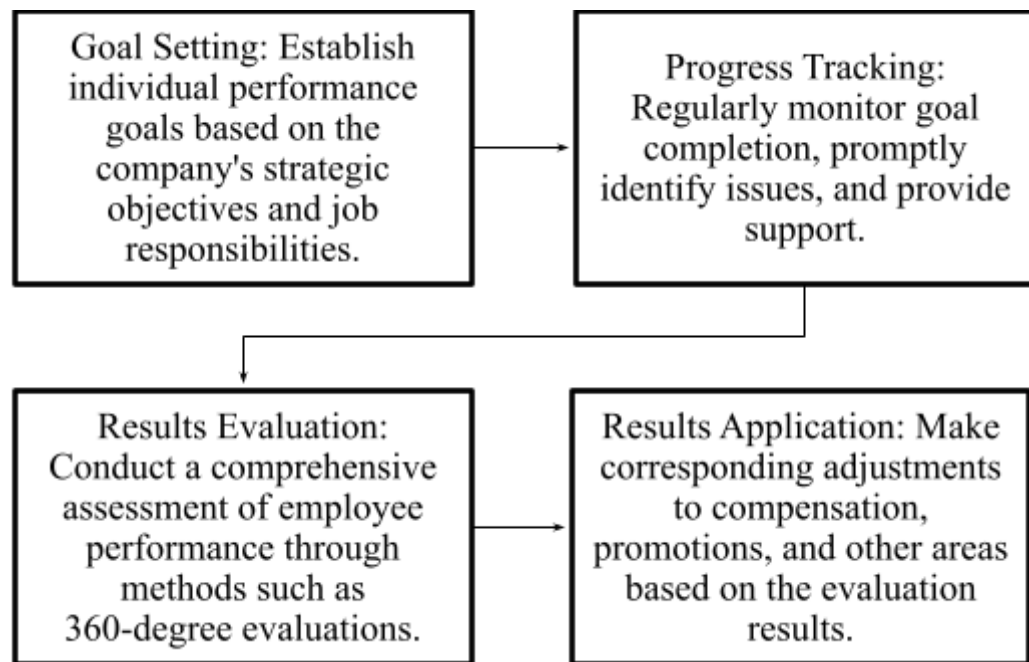 Goal Setting: Establish
individual performance
goals based on the
company's strategic
objectives and job
responsibilities.
Progress Tracking:
Regularly monitor goal
completion, promptly
identify issues, and provide
support.
Results Evaluation:
Conduct a comprehensive
assessment of employee
performance through
methods such as
360-degree evaluations.
Results Application: Make
corresponding adjustments
to compensation,
promotions, and other areas
based on the evaluation
results.